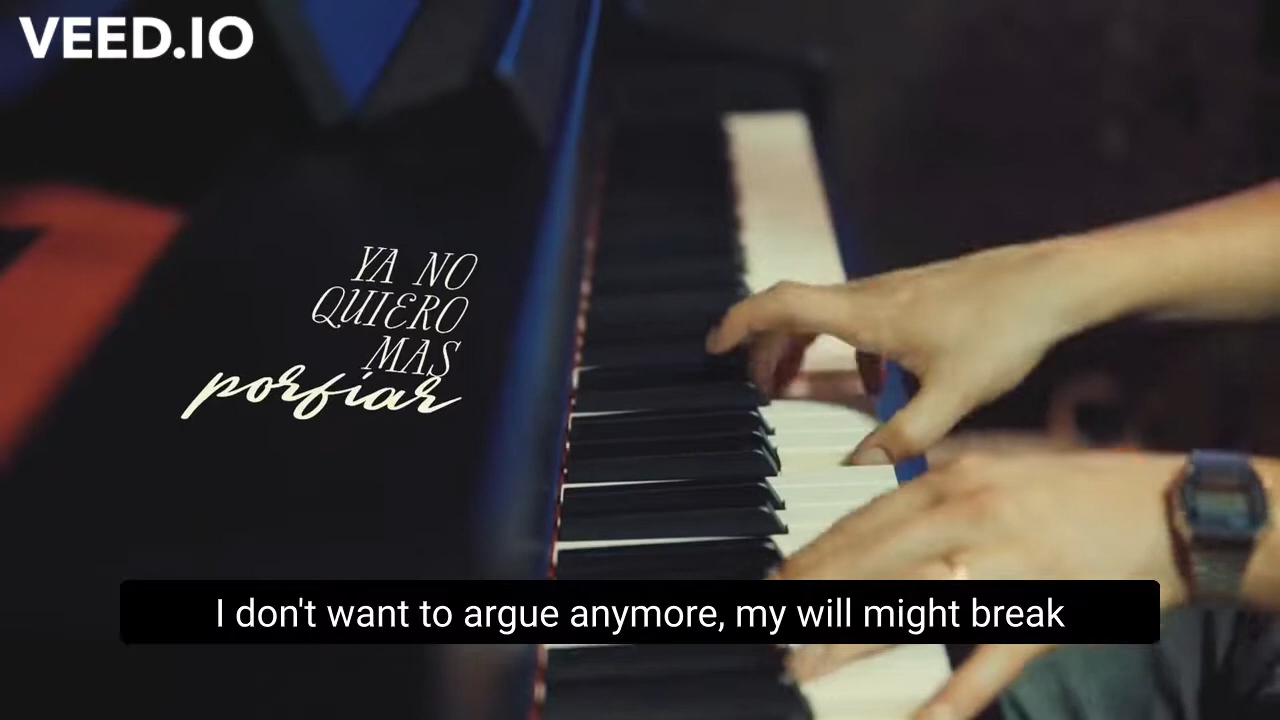 VEED.IO
YA NO
QUIERO
MAS
porfiar
I don't want to argue anymore, my will might break